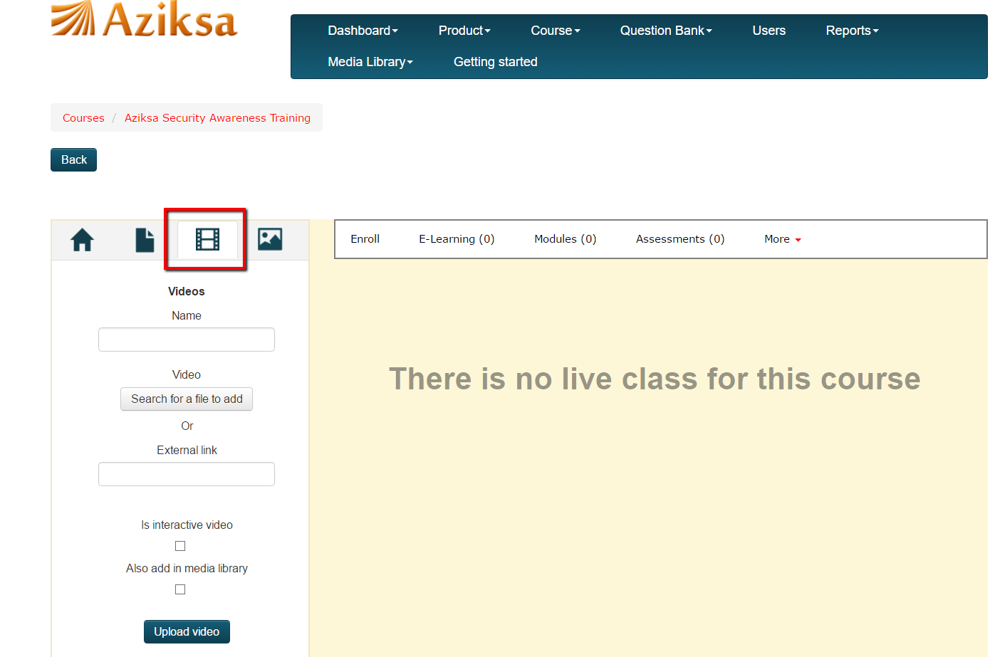 Aziksa
Dashboard Product Course Question Bank Users Reports
Media Library Getting started
Courses / Aziksa Security Awareness Training
Back
Enroll E-Learning (0) Modules (0) Assessments (0) More
Videos
Name
Video
Search for a file to add
Or
External link
Is interactive video
Also add in media library
Upload video
There is no live class for this course